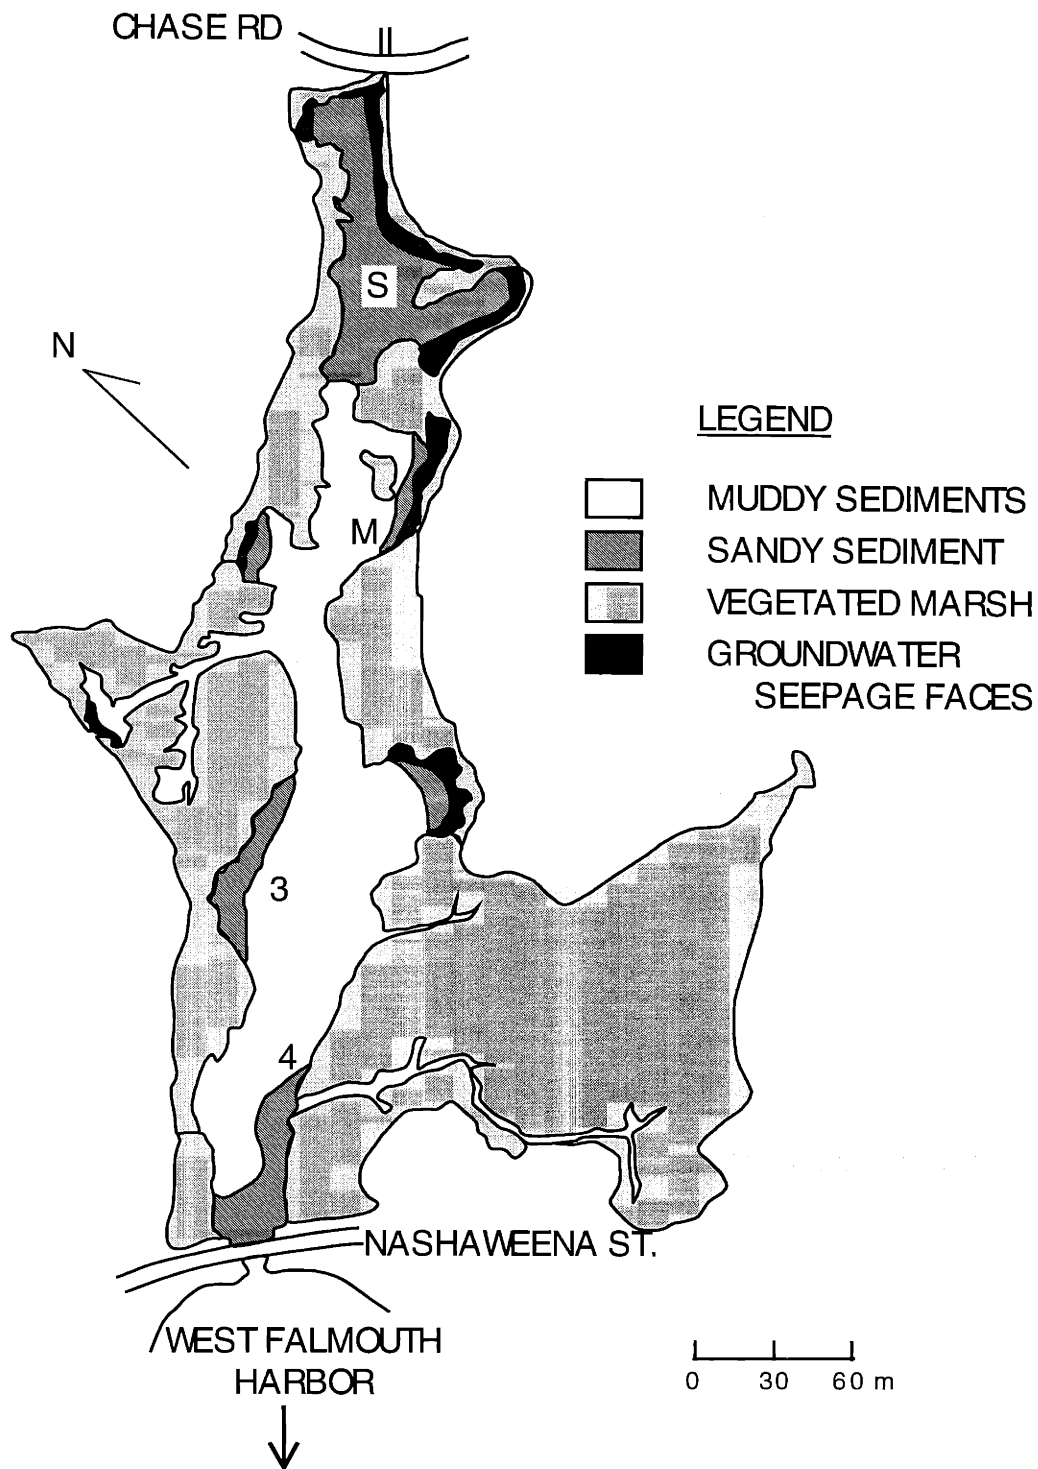 CHASE RD
S
N
LEGEND
MUDDY SEDIMENTS
M
SANDY SEDIMENT
VEGETATED MARSH
GROUNDWATER
SEEPAGE FACES
3
4
NASHAWEENA ST.
WEST FALMOUTH
HARBOR
0 30 60 m